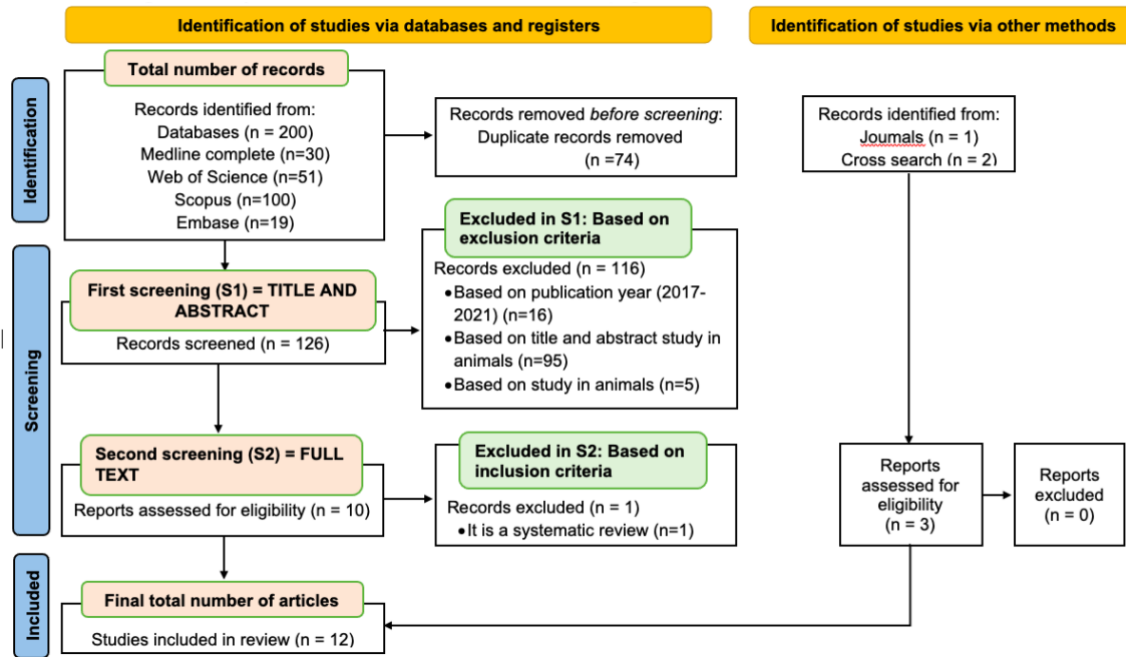 Identification of studies via databases and registers
Identification of studies via other methods
Identification
Total number of records
Records identified from:
Databases (n = 200)
Medline complete (n=30)
Web of Science (n=51)
Scopus (n=100)
Embase (n=19)
Records removed before screening:
Duplicate records removed
(n =74)
Records identified from:
Journals (n = 1)
Cross search (n = 2)
Screening
First screening (S1) = TITLE AND
ABSTRACT
Records screened (n = 126)
Excluded in S1: Based on
exclusion criteria
Records excluded (n = 116)
•Based on publication year (2017-
2021) (n=16)
•Based on title and abstract study in
animals (n=95)
•Based on study in animals (n=5)
Second screening (S2) = FULL
TEXT
Reports assessed for eligibility (n = 10)
Excluded in S2: Based on
inclusion criteria
Records excluded (n = 1)
•It is a systematic review (n=1)
Reports
assessed for
eligibility
(n = 3)
Reports
excluded
(n = 0)
Included
Final total number of articles
Studies included in review (n = 12)